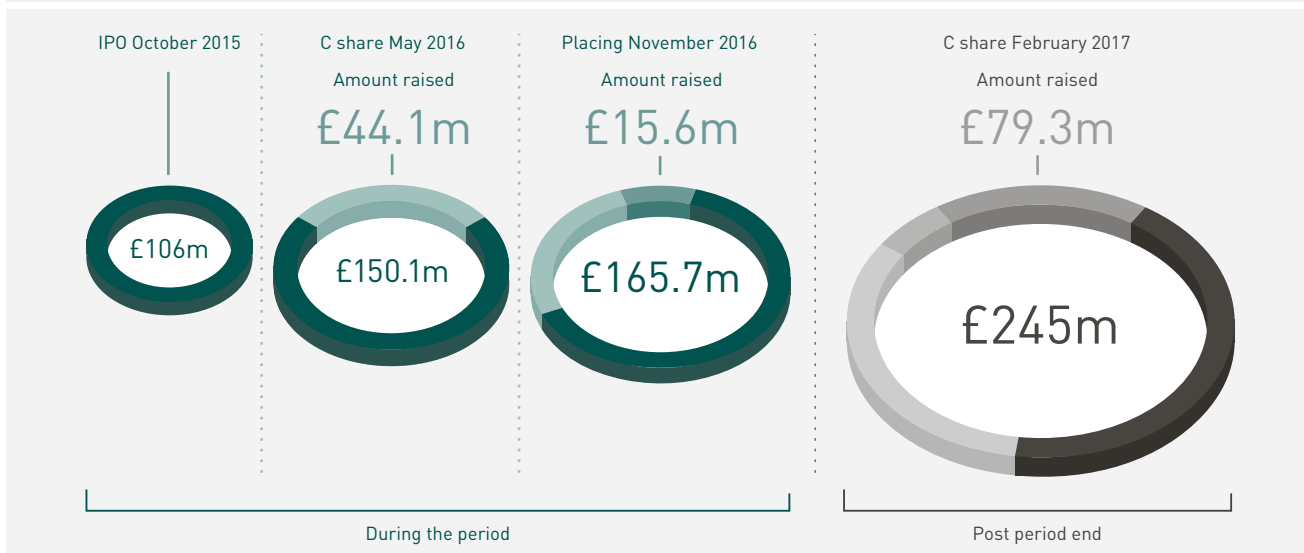 IPO October 2015
£106m
C share May 2016
Amount raised
£44.1m
£150.1m
Placing November 2016
Amount raised
£15.6m
£165.7m
C share February 2017
Amount raised
£79.3m
£245m
During the period
Post period end